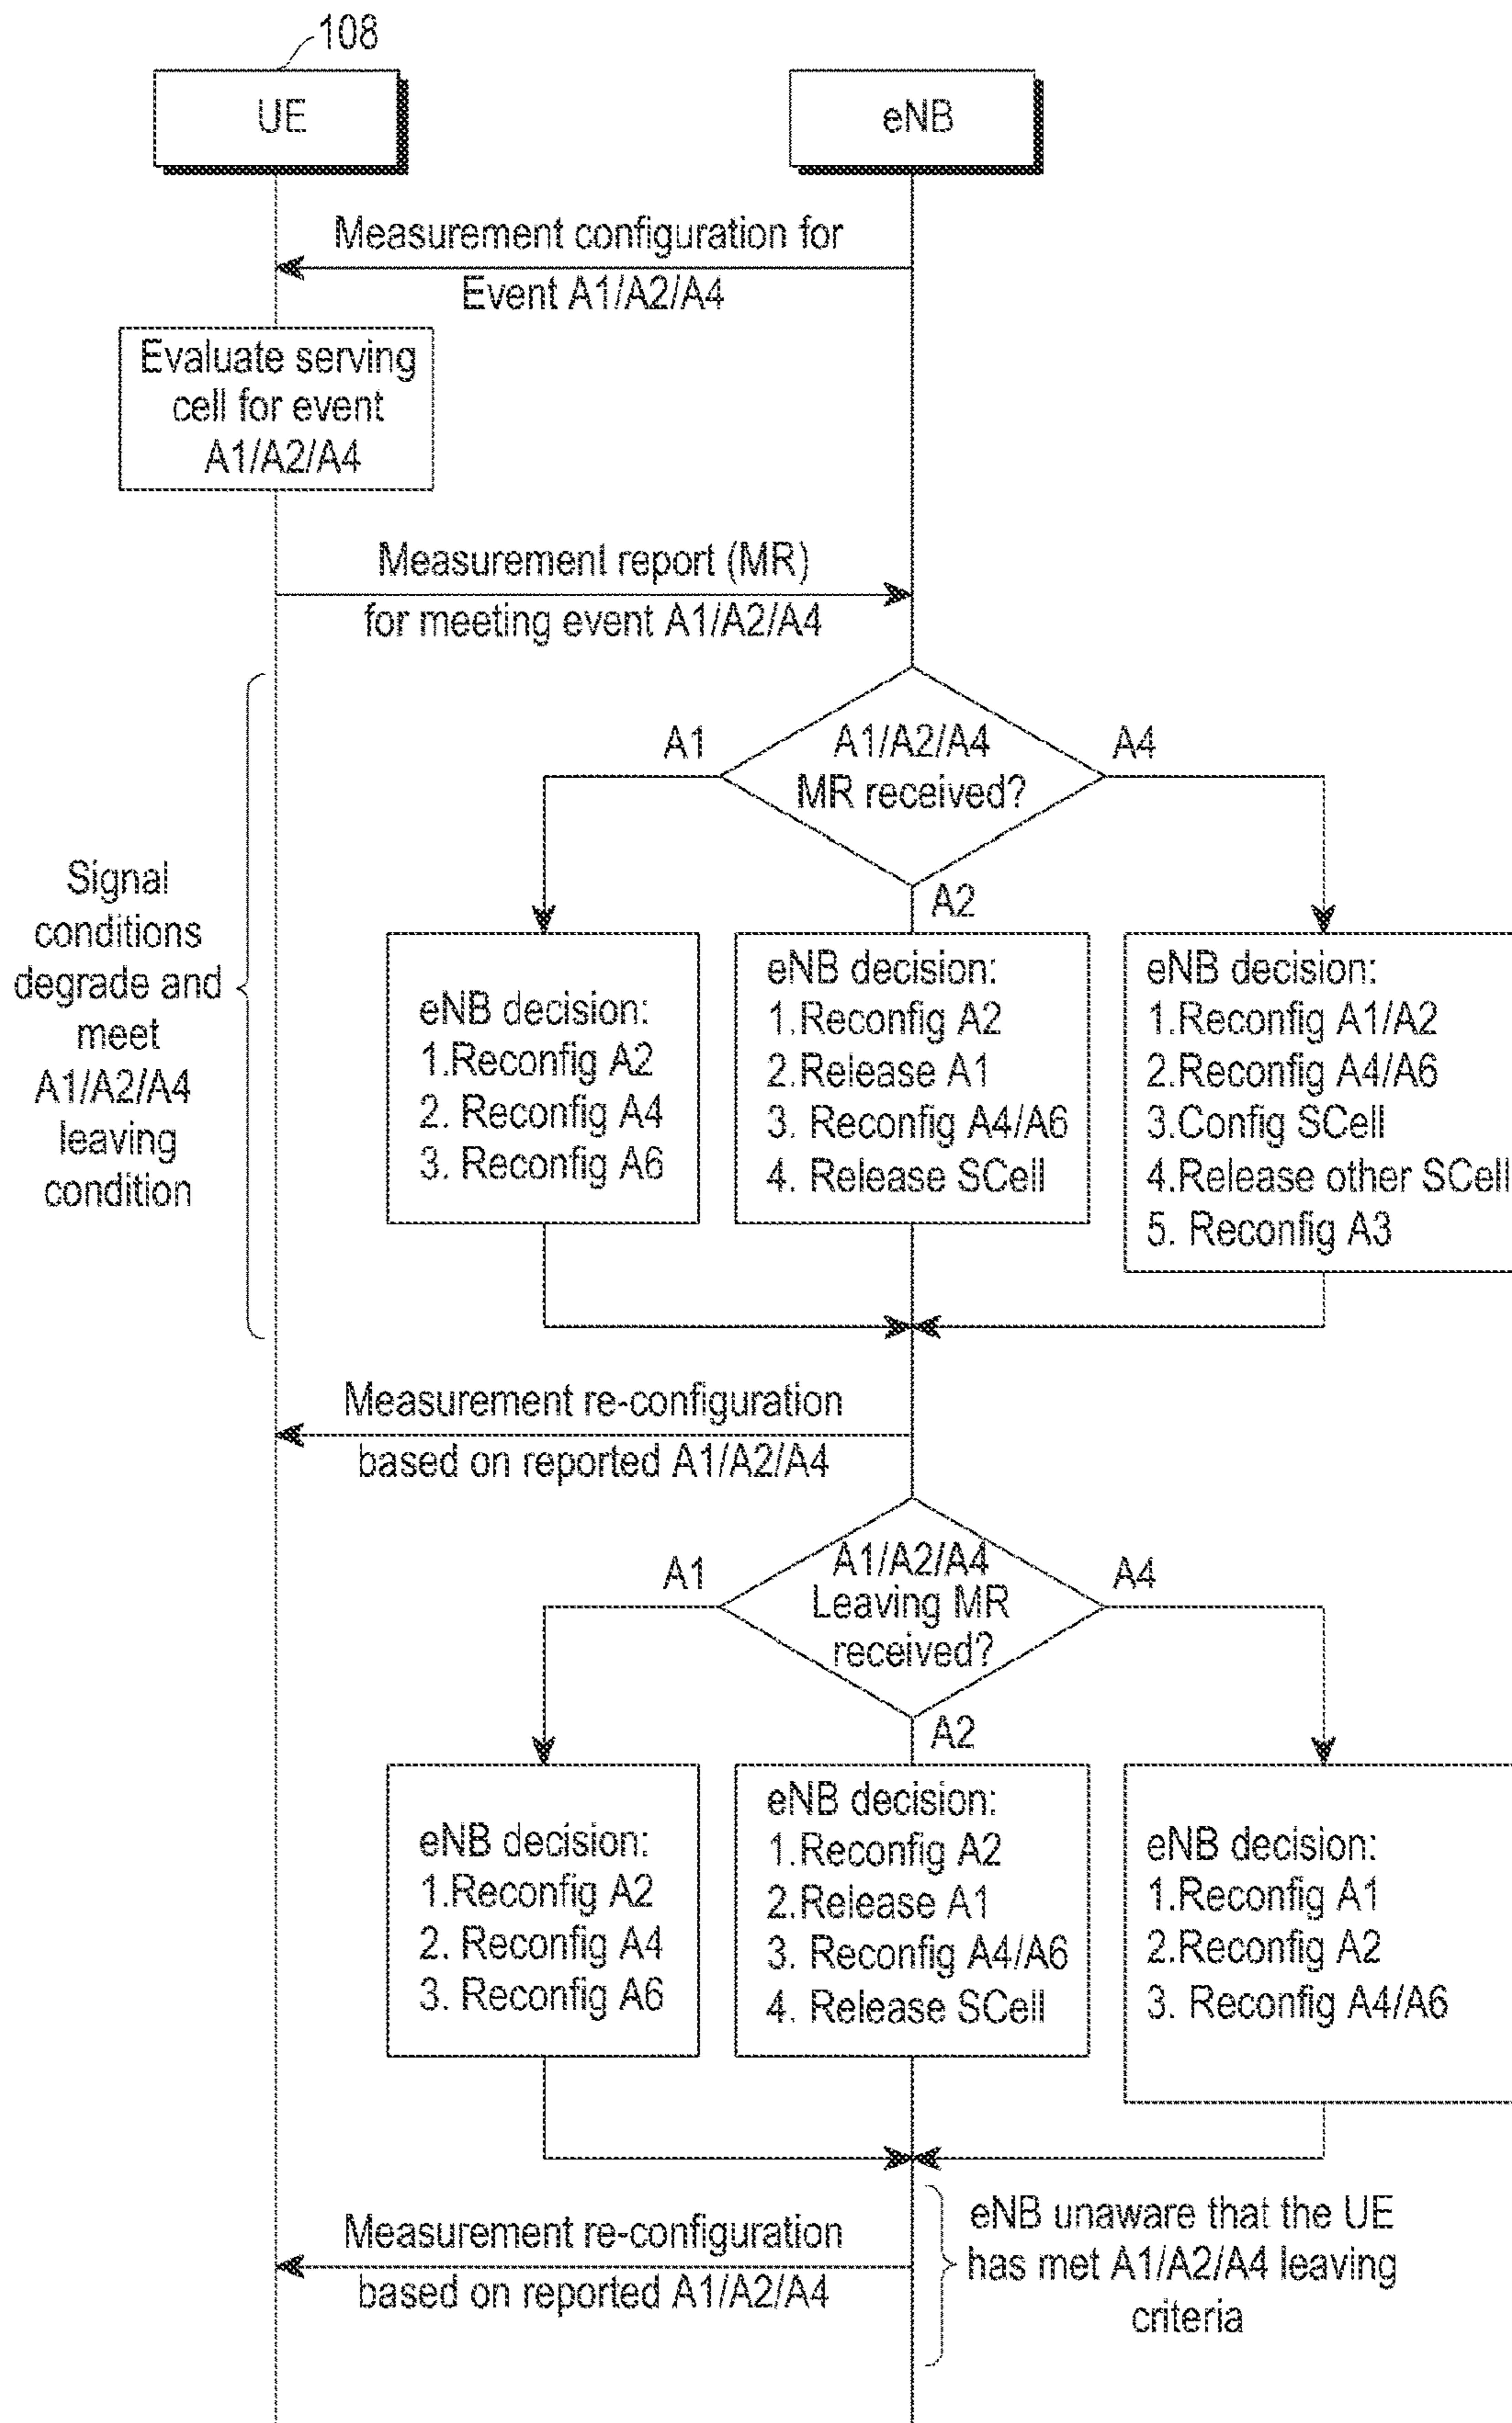 108
UE
eNB
Measurement configuration for
Event A1/A2/A4
Evaluate serving
cell for event
A1/A2/A4
Measurement report (MR)
for meeting event A1/A2/A4
Signal
conditions
degrade and
meet
A1/A2/A4
leaving
condition
A1
A1/A2/A4
MR received?
A4
A2
eNB decision:
1.Reconfig A2
2. Reconfig A4
3. Reconfig A6
eNB decision:
1.Reconfig A2
2.Release A1
3. Reconfig A4/A6
4. Release SCell
eNB decision:
1.Reconfig A1/A2
2.Reconfig A4/A6
3.Config SCell
4.Release other SCell
5. Reconfig A3
Measurement re-configuration
based on reported A1/A2/A4
A1
A1/A2/A4
Leaving MR
received?
A4
A2
eNB decision:
1.Reconfig A2
2. Reconfig A4
3. Reconfig A6
eNB decision:
1.Reconfig A2
2.Release A1
3. Reconfig A4/A6
4. Release SCell
eNB decision:
1.Reconfig A1
2.Reconfig A2
3. Reconfig A4/A6
Measurement re-configuration
based on reported A1/A2/A4
eNB unaware that the UE
has met A1/A2/A4 leaving
criteria